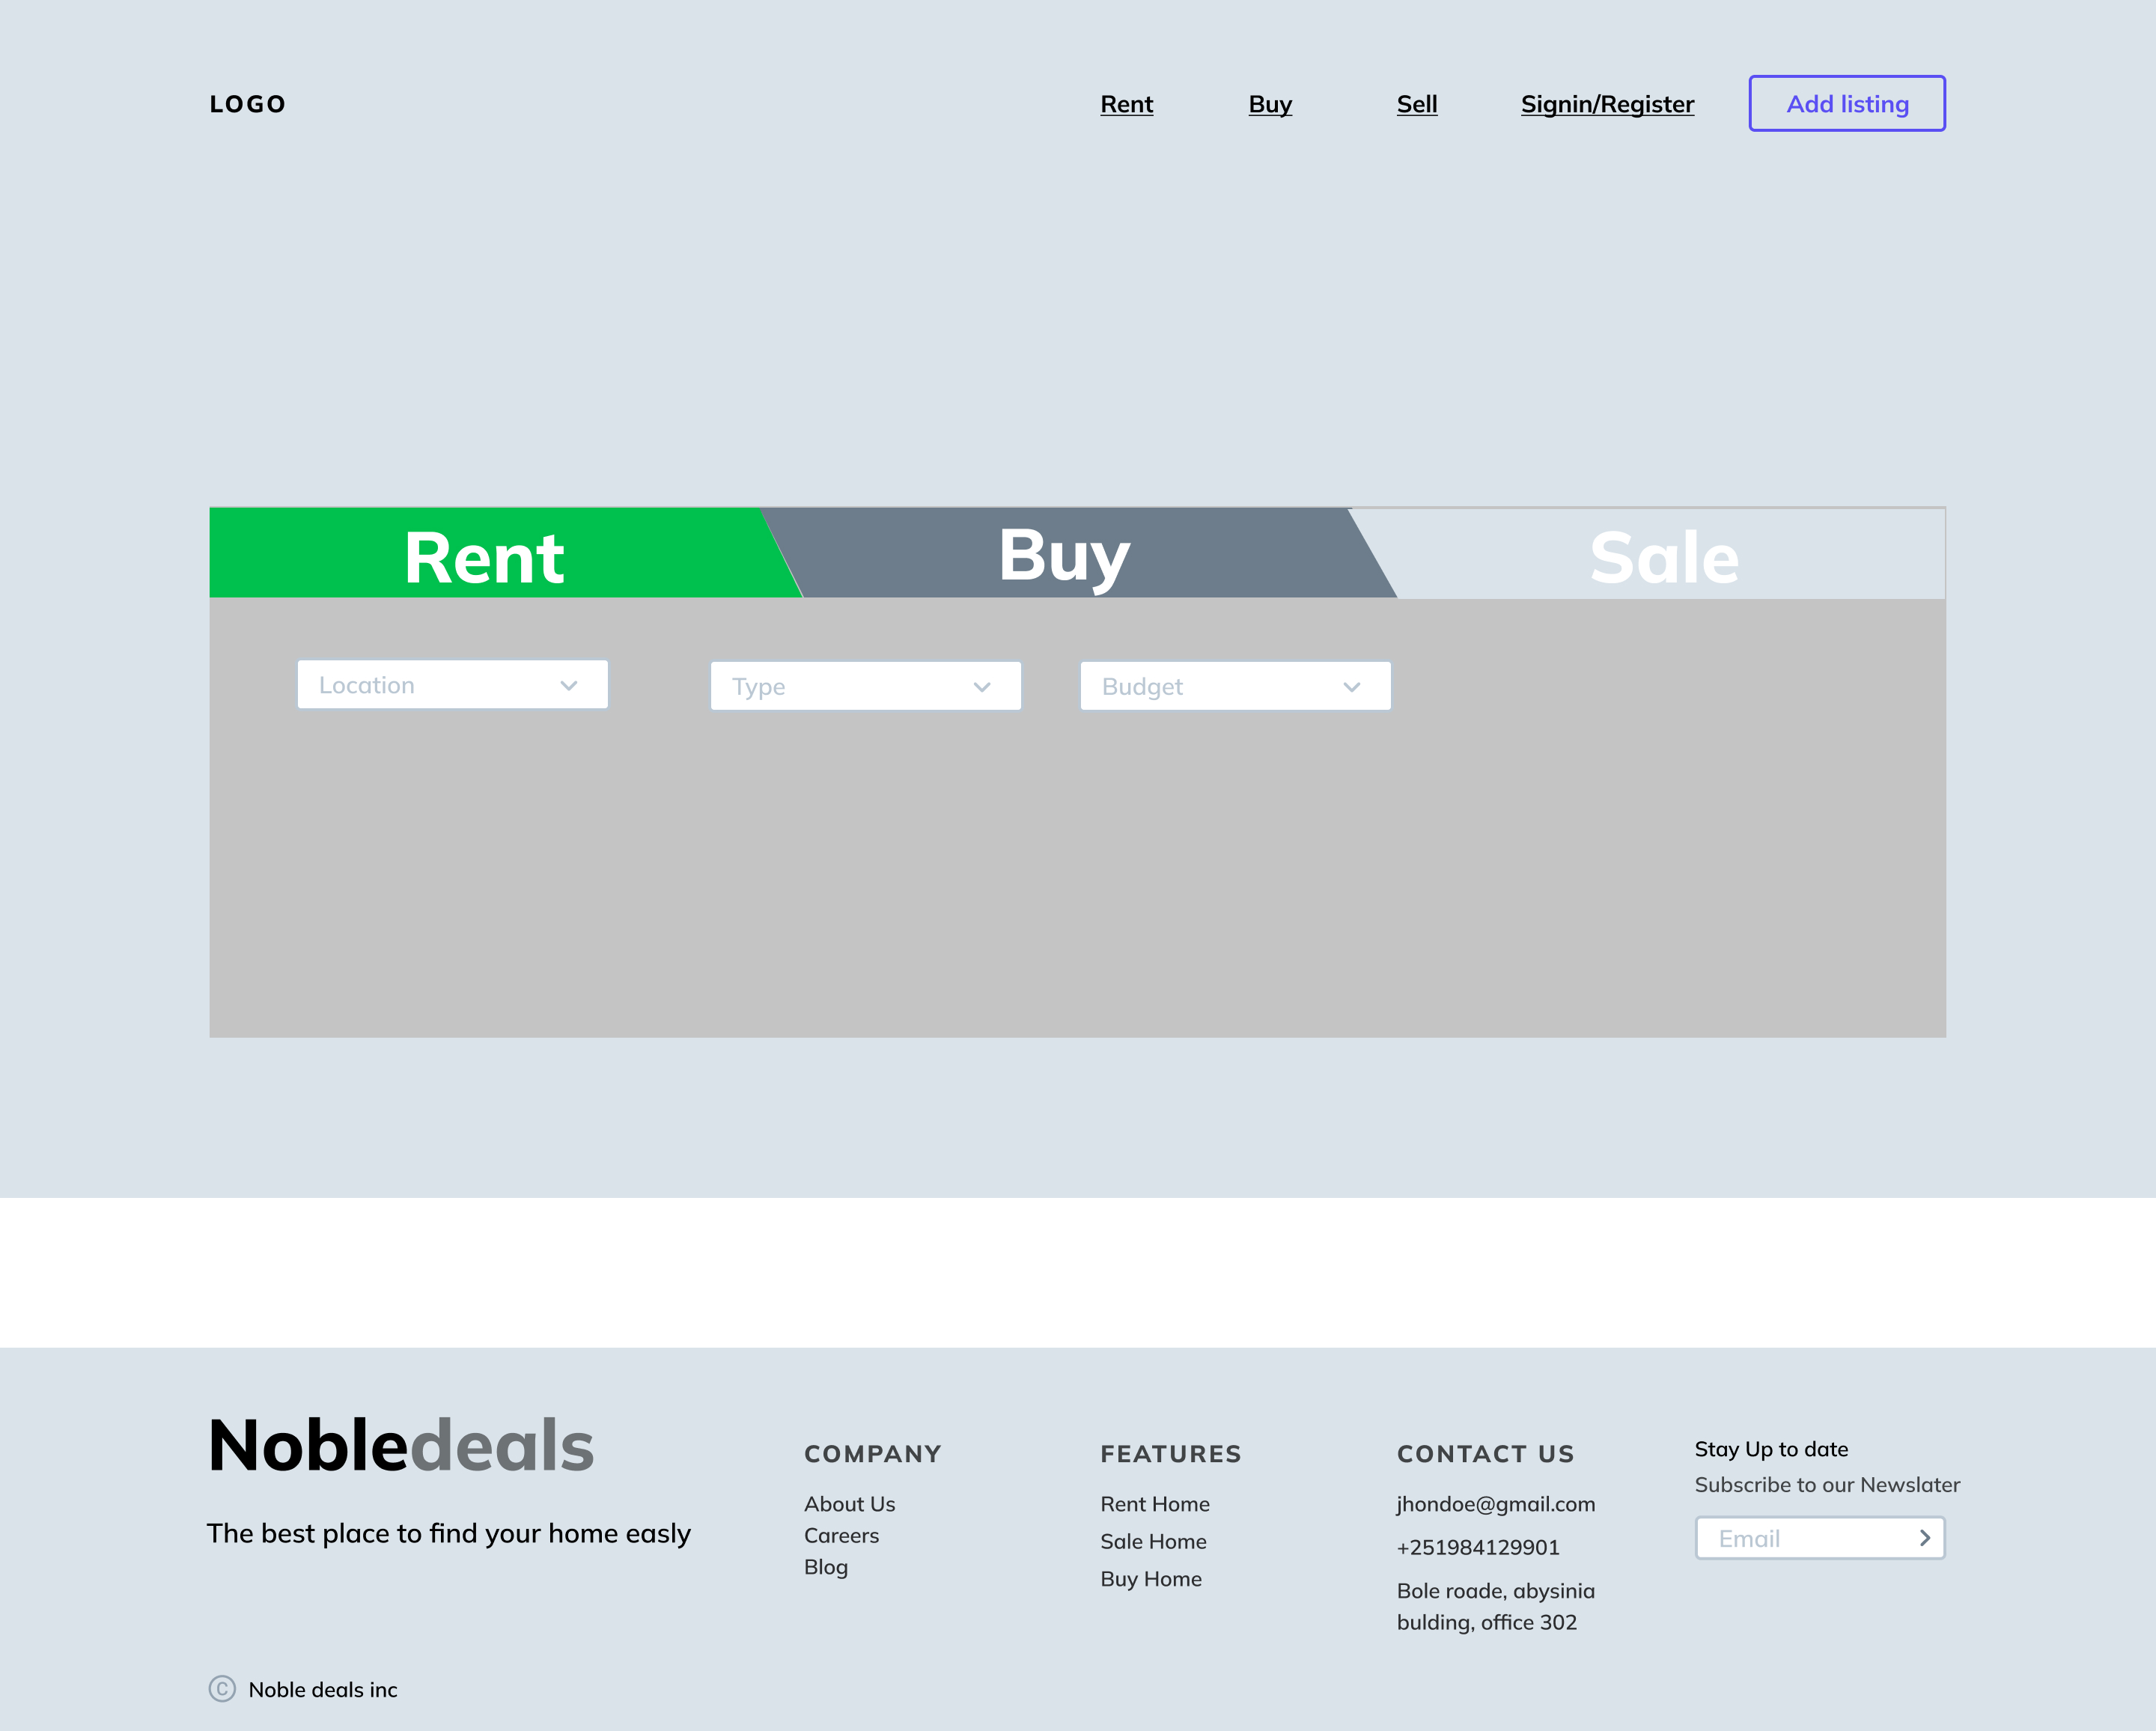 LOGO
Rent
Buy
Sell
Signin/Register
Add listing
Rent
Buy
Sale
Location
Type
Budget
Nobledeals
The best place to find your home easly
COMPANY
About Us
Careers
Blog
FEATURES
Rent Home
Sale Home
Buy Home
CONTACT US
jhondoe@gmail.com
+251984129901
Bole roade, abysinia
bulding, office 302
Stay Up to date
Subscribe to our Newslater
Email
© Noble deals inc